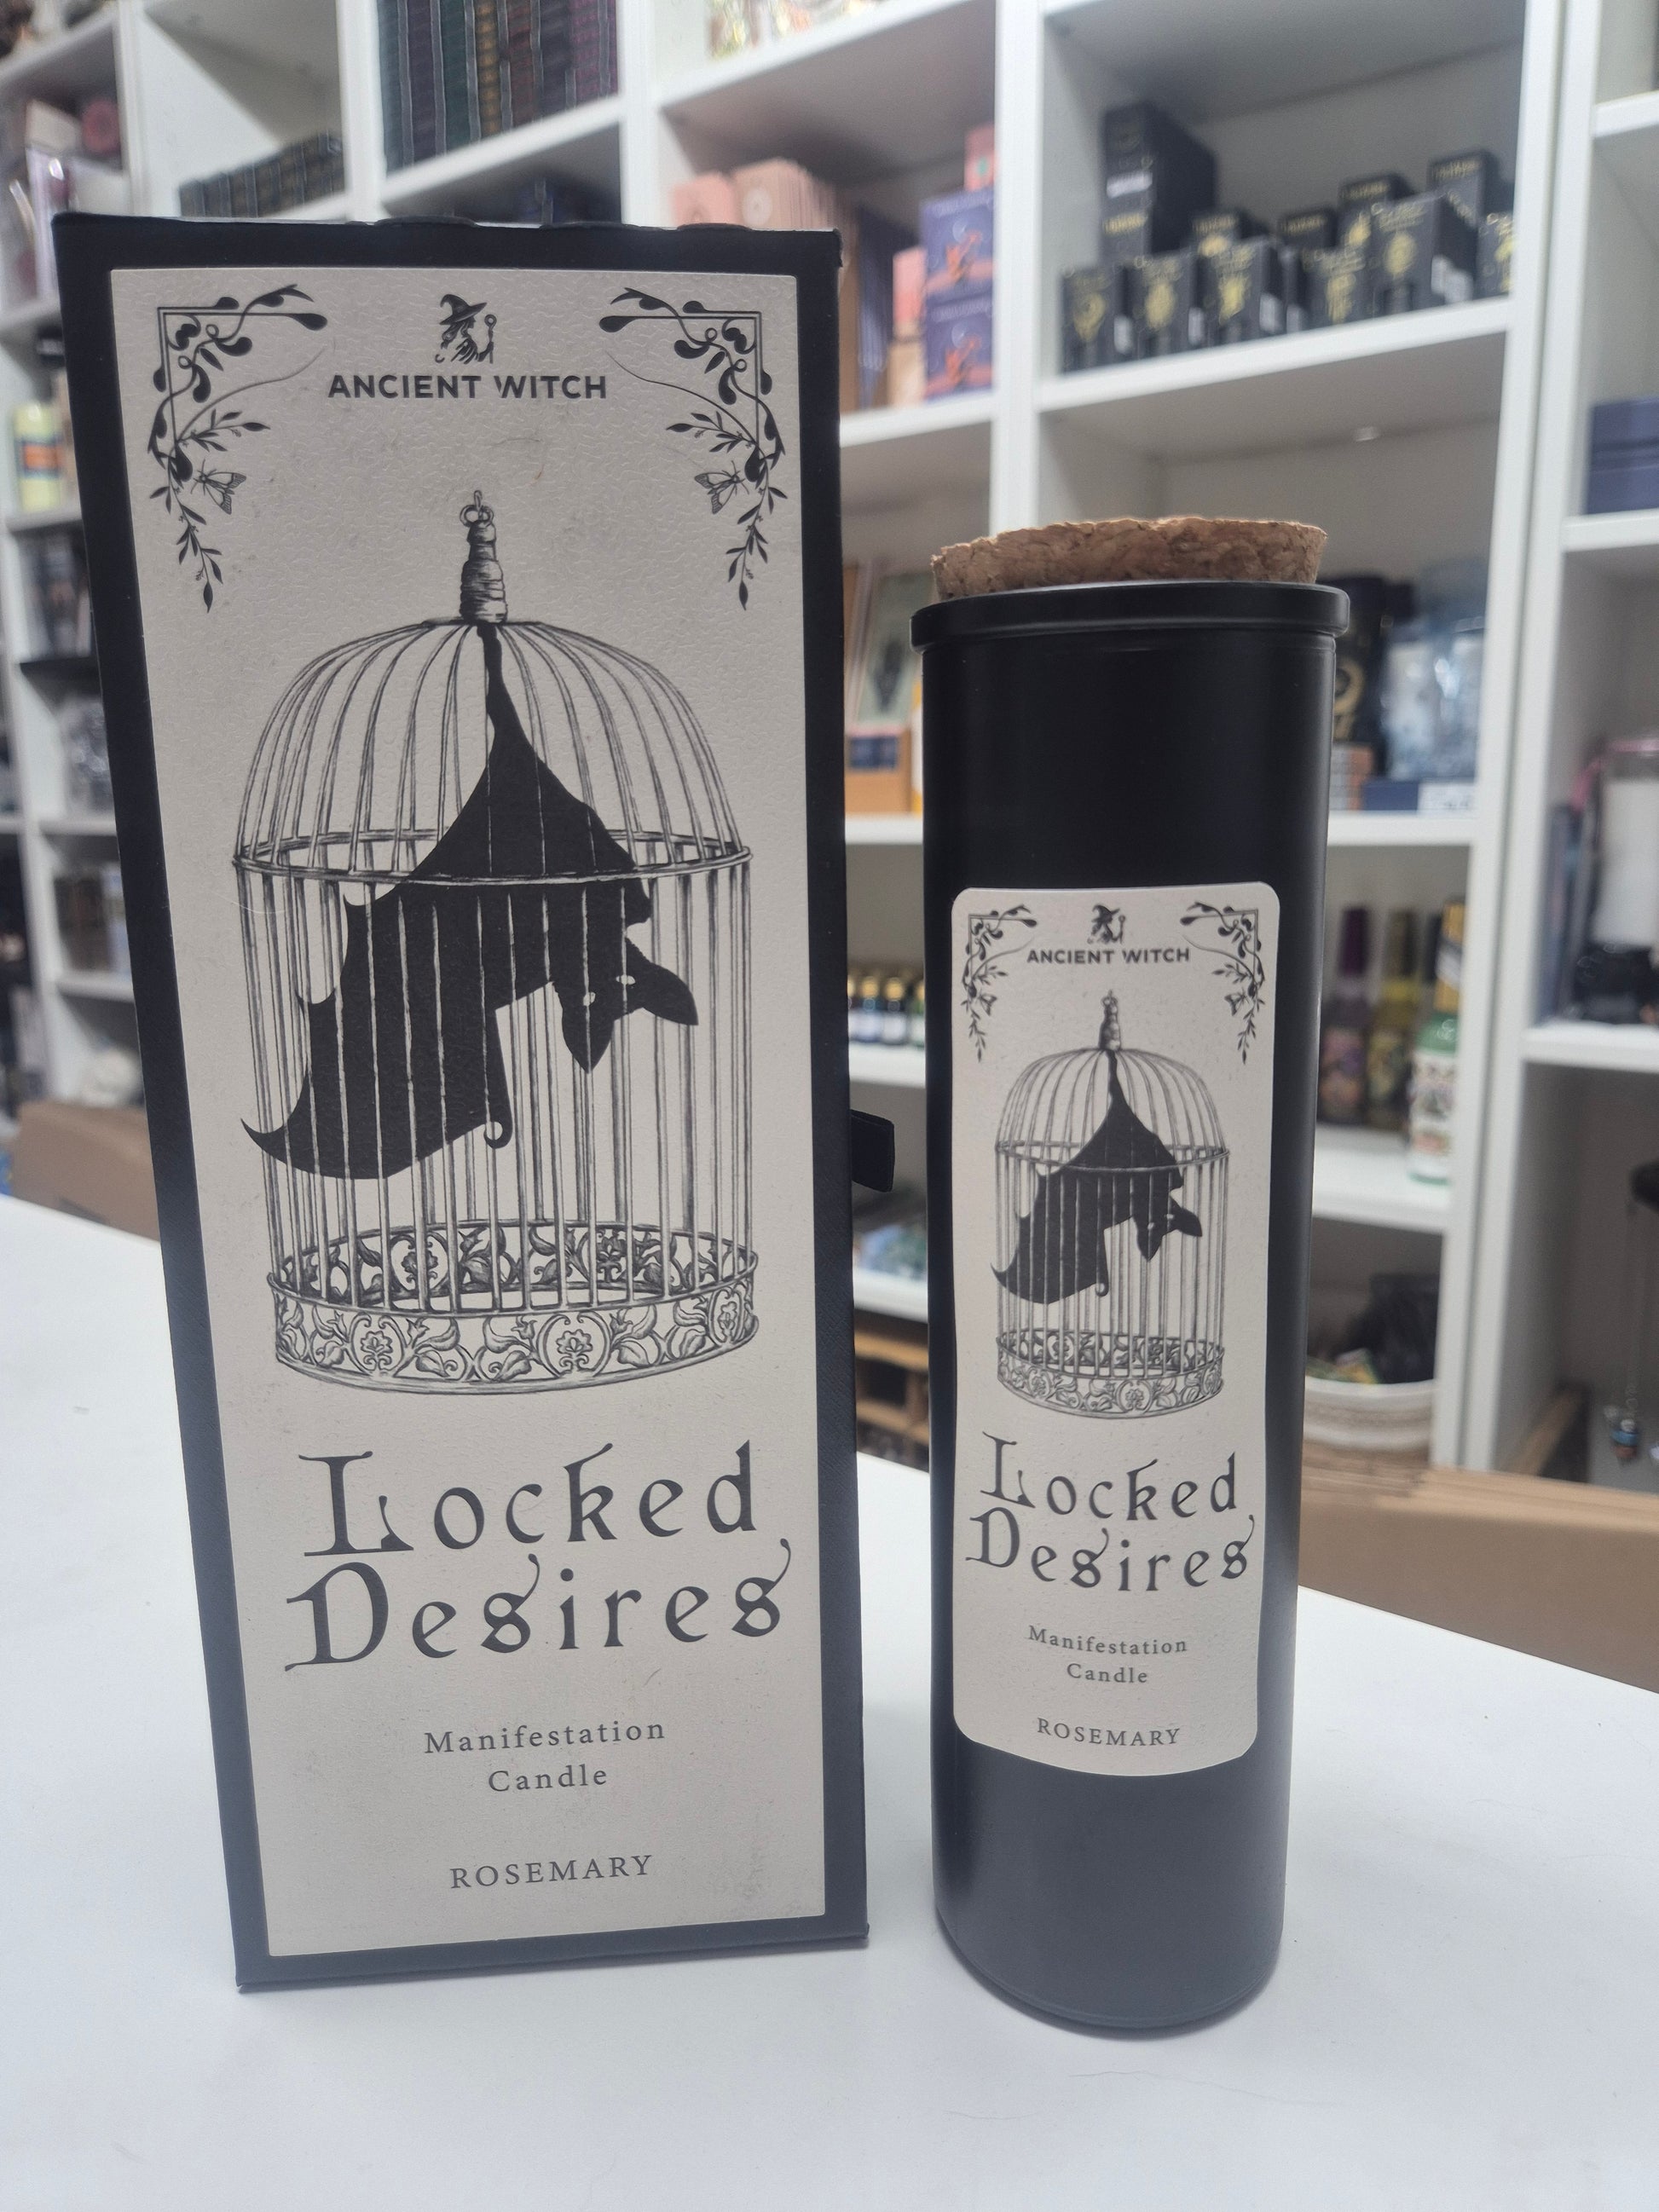 ANCIENT WITCH
Locked
Desires
Manifestation
Candle
ROSEMARY
ANCIENT WITCH
Locked
Desires
Manifestation
Candle
ROSEMARY